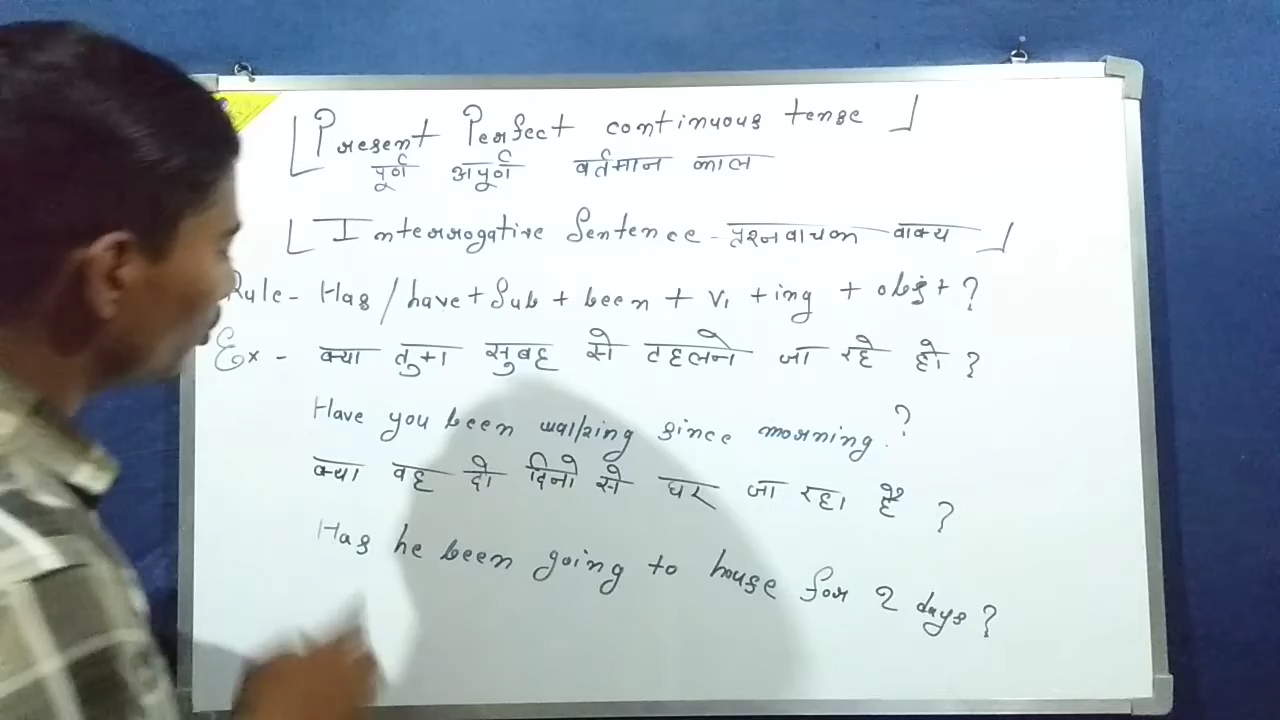 [Present Perfect continuous tense]
पूर्ण अपूर्ण वर्तमान काल
[Interrogative Sentence - प्रश्नवाचक वाक्य]
Rule - Has / have + Sub + been + V₁ + ing + obj + ?
Ex - क्या तुम सुबह से टहलने जा रहे हो ?
Have you been walking since morning ?
क्या वह दो दिनो से घर जा रहा है ?
Has he been going to house for 2 days ?